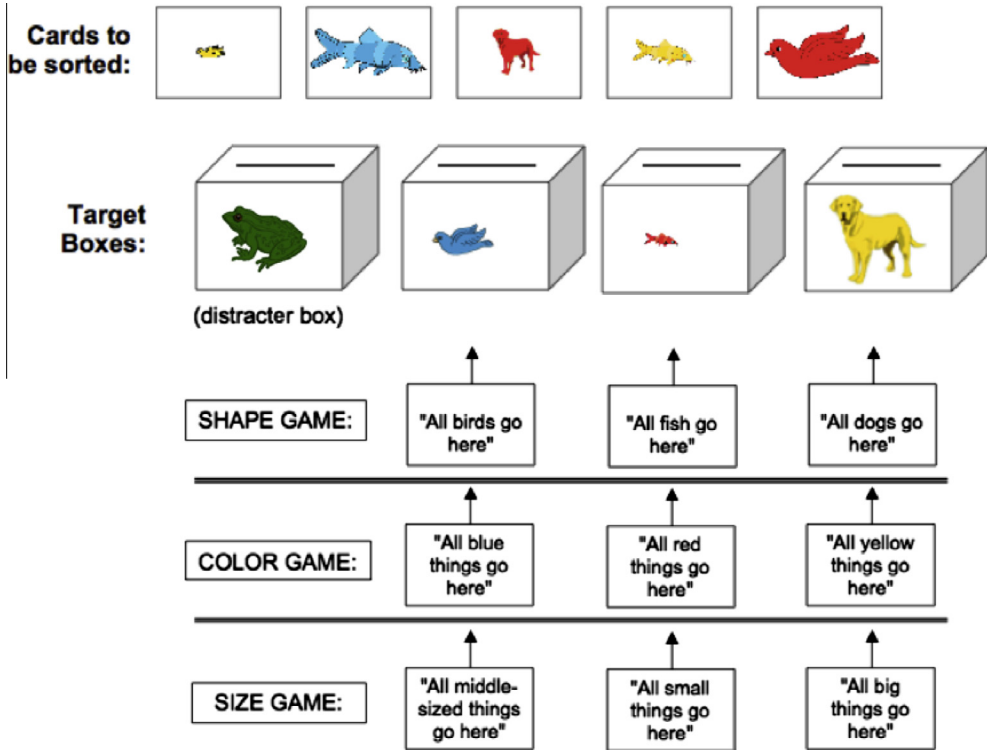 Cards to
be sorted:
Target
Boxes:
(distracter box)
SHAPE GAME:
"All birds go
here"
"All fish go
here"
"All dogs go
here"
COLOR GAME:
"All blue
things go
here"
"All red
things go
here"
"All yellow
things go
here"
SIZE GAME:
"All middle-
sized things
go here"
"All small
things go
here"
"All big
things go
here"